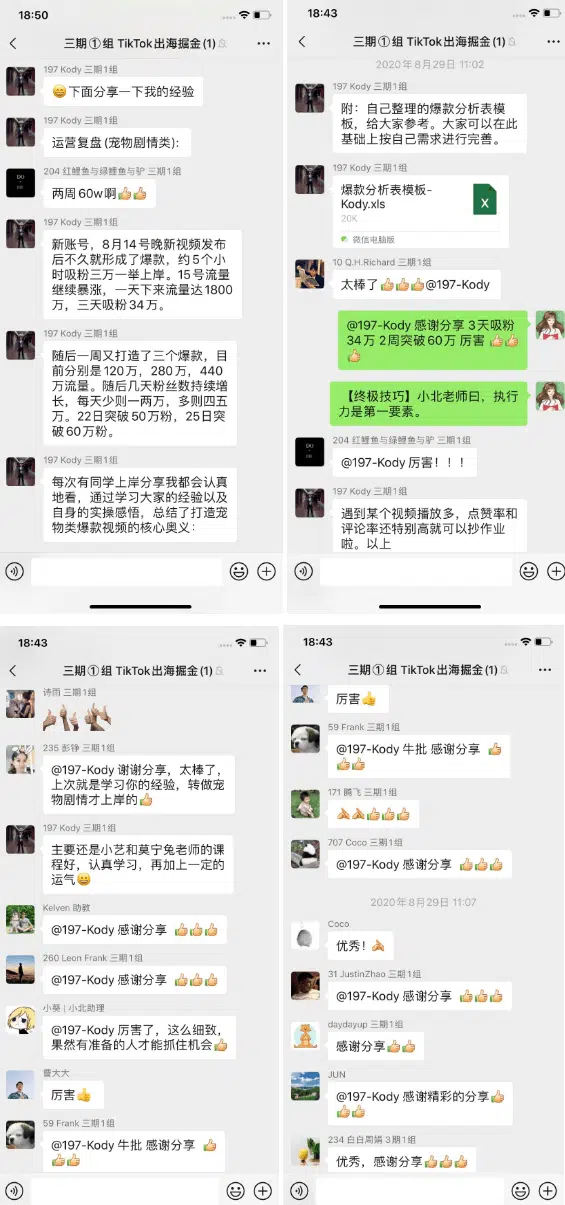 18:50
三期①组 TikTok出海掘金(1)
197 Kody 三期1组
😄下面分享一下我的经验
197 Kody 三期1组
运营复盘(宠物剧情类):
204 红鲤鱼与绿鲤鱼与驴 三期1组
两周60w啊👍👍
197 Kody 三期1组
新账号，8月14号晚新视频发布
后不久就形成了爆款，约5个小
时吸粉三万一举上岸。15号流量
继续暴涨，一天下来流量达1800
万，三天吸粉34万。
197 Kody 三期1组
随后一周又打造了三个爆款，目
前分别是120万，280万，440
万流量。随后几天粉丝数持续增
长，每天少则一两万，多则四五
万。22日突破50万粉，25日突
破60万粉。
197 Kody 三期1组
每次有同学上岸分享我都会认真
地看，通过学习大家的经验以及
自身的实操感悟，总结了打造宠
物类爆款视频的核心奥义：
18:43
三期①组 TikTok出海掘金(1)
2020年8月29日 11:02
197 Kody 三期1组
附：自己整理的爆款分析表模
板，给大家参考。大家可以在此
基础上按自己需求进行完善。
197 Kody 三期1组
爆款分析表模板-
Kody.xls
20K
X
微信电脑版
10 Q.H.Richard 三期1组
太棒了👍👍👍@197-Kody
@197-Kody 感谢分享 3天吸粉
34万 2周突破60万 厉害 👍👍
👍
【终极技巧】小北老师曰，执行
力是第一要素。
204 红鲤鱼与绿鲤鱼与驴 三期1组
@197-Kody 厉害！！！
197 Kody 三期1组
遇到某个视频播放多，点赞率和
评论率还特别高就可以抄作业
啦。以上
18:43
三期①组 TikTok出海掘金(1)
诗雨 三期1组
235 彭铮 三期1组
@197-Kody 谢谢分享，太棒了，
上次就是学习你的经验，转做宠
物剧情才上岸的👍
197 Kody 三期1组
主要还是小艺和莫宁兔老师的课
程好，认真学习，再加上一定的
运气😄
Kelven 助教
@197-Kody 感谢分享 👍👍👍
260 Leon Frank 三期1组
@197-Kody 感谢分享 👍👍👍
小葵 | 小北助理
@197-Kody 厉害了，这么细致，
果然有准备的人才能抓住机会👍
曹大大
厉害👍
59 Frank 三期1组
@197-Kody 牛批 感谢分享 👍
👍👍
18:43
三期①组 TikTok出海掘金(1)
厉害👍
59 Frank 三期1组
@197-Kody 牛批 感谢分享 👍
👍👍
171 腾飞 三期1组
🙏🙏👍👍👍
707 Coco 三期1组
@197-Kody 感谢分享 👍👍👍
2020年8月29日 11:07
Coco
优秀！🙏
31 JustinZhao 三期1组
@197-Kody 感谢分享 👍👍👍
daydayup 三期1组
感谢分享👍👍
JUN
@197-Kody 感谢精彩的分享👍
👍👍
234 白白周娟 3期1组
优秀，感谢分享👍👍👍